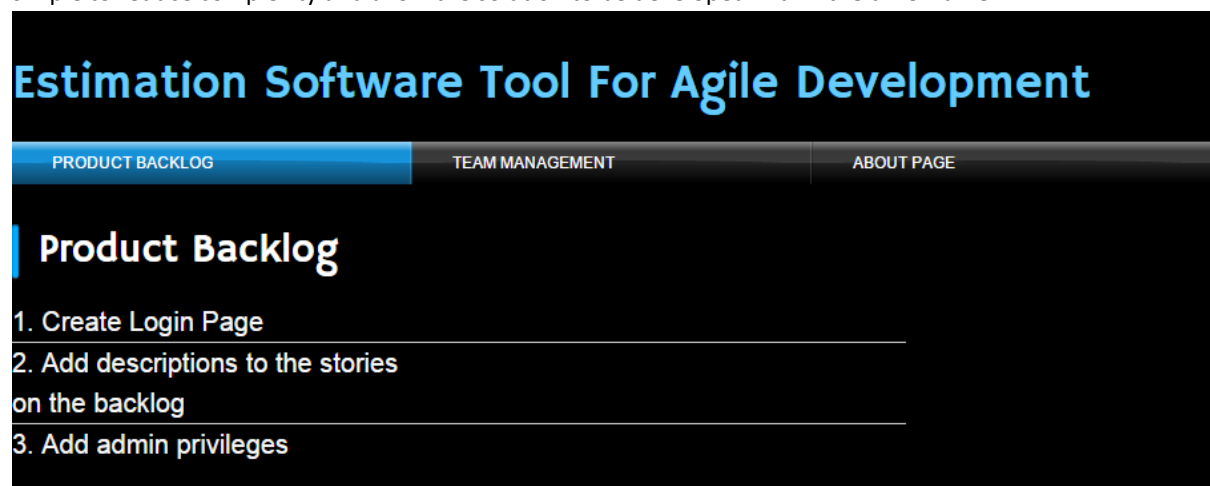 Estimation Software Tool For Agile Development
PRODUCT BACKLOG TEAM MANAGEMENT ABOUT PAGE
Product Backlog
1. Create Login Page
2. Add descriptions to the stories
on the backlog
3. Add admin privileges